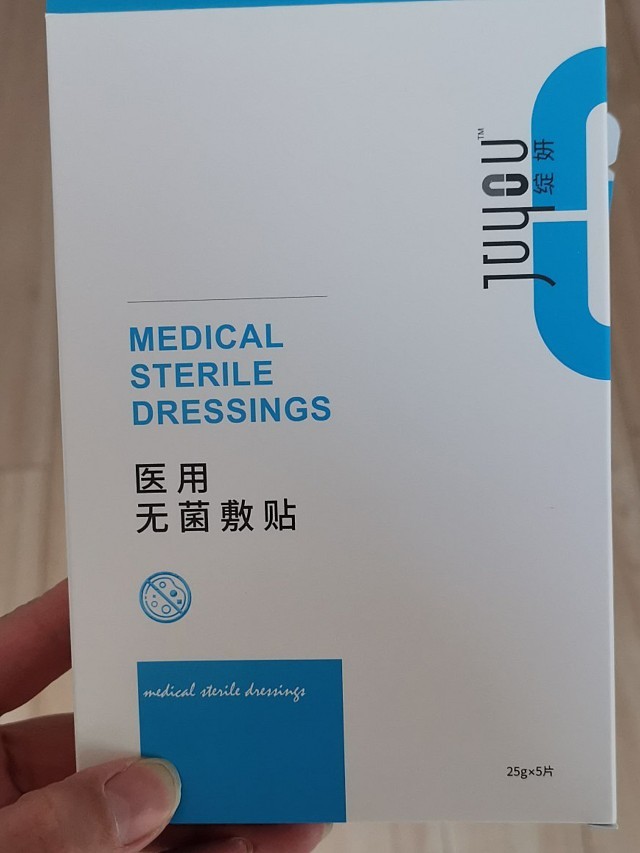 JUYOU™
绽妍
MEDICAL
STERILE
DRESSINGS
医用
无菌敷贴
medical sterile dressings
25g×5片